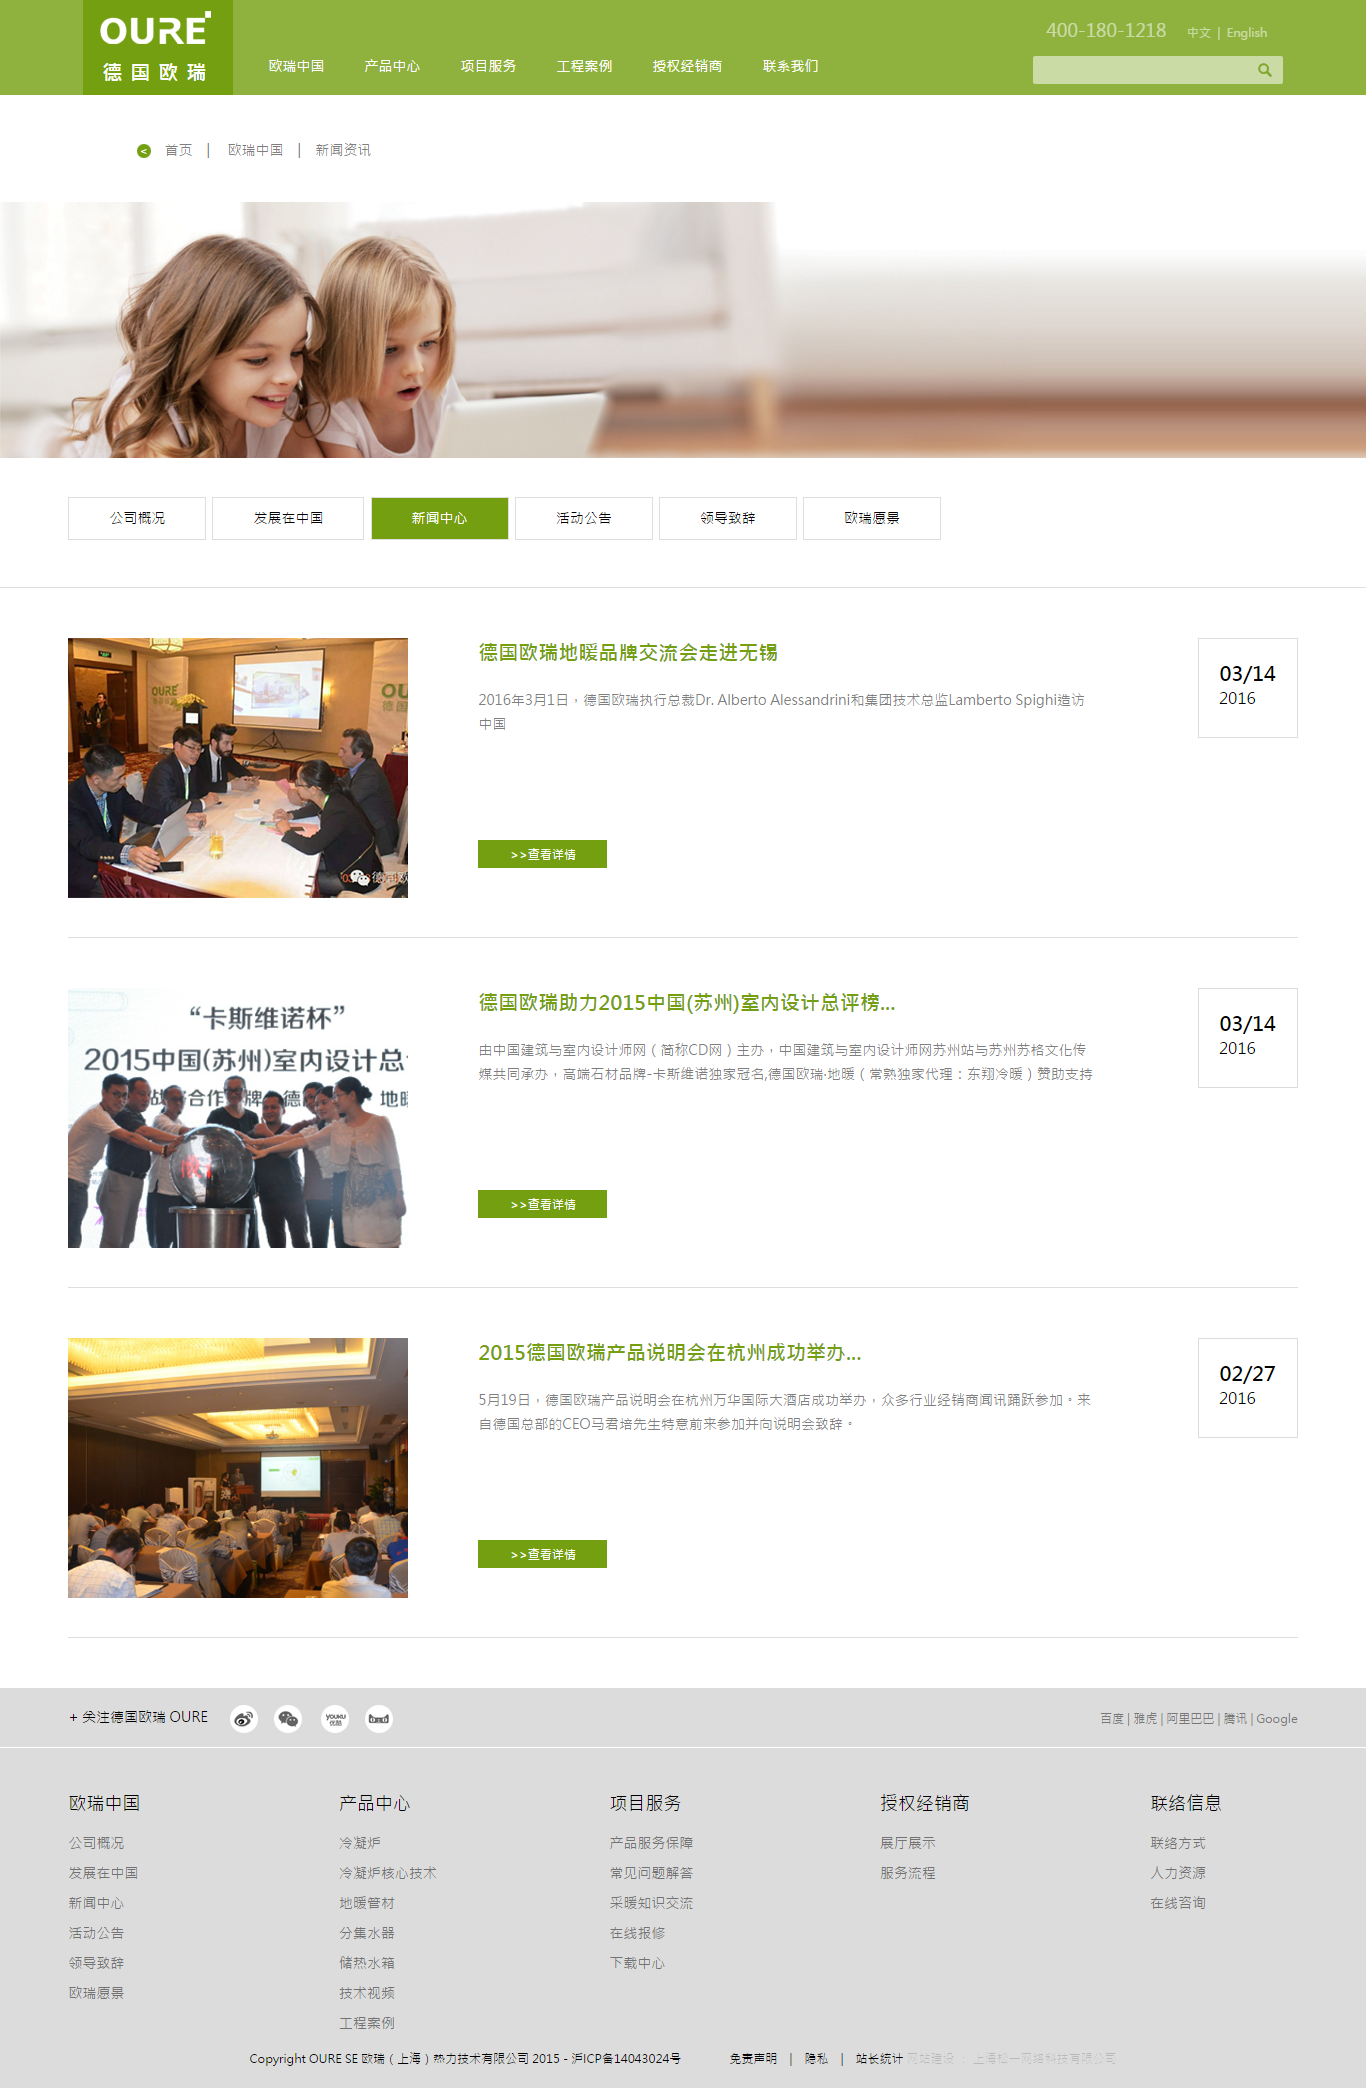 OURE
德国欧瑞
欧瑞中国 产品中心 项目服务 工程案例 授权经销商 联系我们
400-180-1218 中文 | English
< 首页 | 欧瑞中国 | 新闻资讯
公司概况 发展在中国 新闻中心 活动公告 领导致辞 欧瑞愿景
OURE
德国欧瑞地暖品牌交流会走进无锡
2016年3月1日，德国欧瑞执行总裁Dr. Alberto Alessandrini和集团技术总监Lamberto Spighi造访
中国
>>查看详情
03/14
2016
“卡斯维诺杯”
2015中国(苏州)室内设计总
德国欧瑞助力2015中国(苏州)室内设计总评榜...
由中国建筑与室内设计师网（简称CD网）主办，中国建筑与室内设计师网苏州站与苏州苏格文化传
媒共同承办，高端石材品牌-卡斯维诺独家冠名,德国欧瑞·地暖（常熟独家代理：东翔冷暖）赞助支持
>>查看详情
03/14
2016
2015德国欧瑞产品说明会在杭州成功举办...
5月19日，德国欧瑞产品说明会在杭州万华国际大酒店成功举办，众多行业经销商闻讯踊跃参加。来
自德国总部的CEO马君培先生特意前来参加并向说明会致辞。
>>查看详情
02/27
2016
+ 关注德国欧瑞 OURE
YOUKU
优酷
百度 | 雅虎 | 阿里巴巴 | 腾讯 | Google
欧瑞中国
公司概况
发展在中国
新闻中心
活动公告
领导致辞
欧瑞愿景
产品中心
冷凝炉
冷凝炉核心技术
地暖管材
分集水器
储热水箱
技术视频
工程案例
项目服务
产品服务保障
常见问题解答
采暖知识交流
在线报修
下载中心
授权经销商
展厅展示
服务流程
联络信息
联络方式
人力资源
在线咨询
Copyright OURE SE 欧瑞（上海）热力技术有限公司 2015 - 沪ICP备14043024号 免责声明 | 隐私 | 站长统计 网站建设 ： 上海松一网络科技有限公司